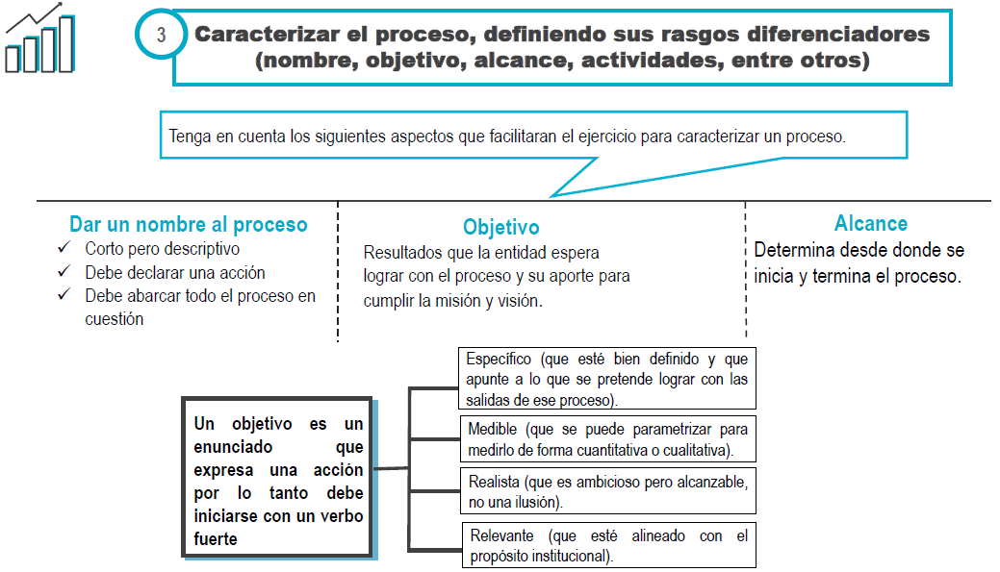 3
Caracterizar el proceso, definiendo sus rasgos diferenciadores
(nombre, objetivo, alcance, actividades, entre otros)
Tenga en cuenta los siguientes aspectos que facilitaran el ejercicio para caracterizar un proceso.
Dar un nombre al proceso
✓ Corto pero descriptivo
✓ Debe declarar una acción
✓ Debe abarcar todo el proceso en
cuestión
Objetivo
Resultados que la entidad espera
lograr con el proceso y su aporte para
cumplir la misión y visión.
Alcance
Determina desde donde se
inicia y termina el proceso.
Un objetivo es un
enunciado que
expresa una acción
por lo tanto debe
iniciarse con un verbo
fuerte
Específico (que esté bien definido y que
apunte a lo que se pretende lograr con las
salidas de ese proceso).
Medible (que se puede parametrizar para
medirlo de forma cuantitativa o cualitativa).
Realista (que es ambicioso pero alcanzable,
no una ilusión).
Relevante (que esté alineado con el
propósito institucional).